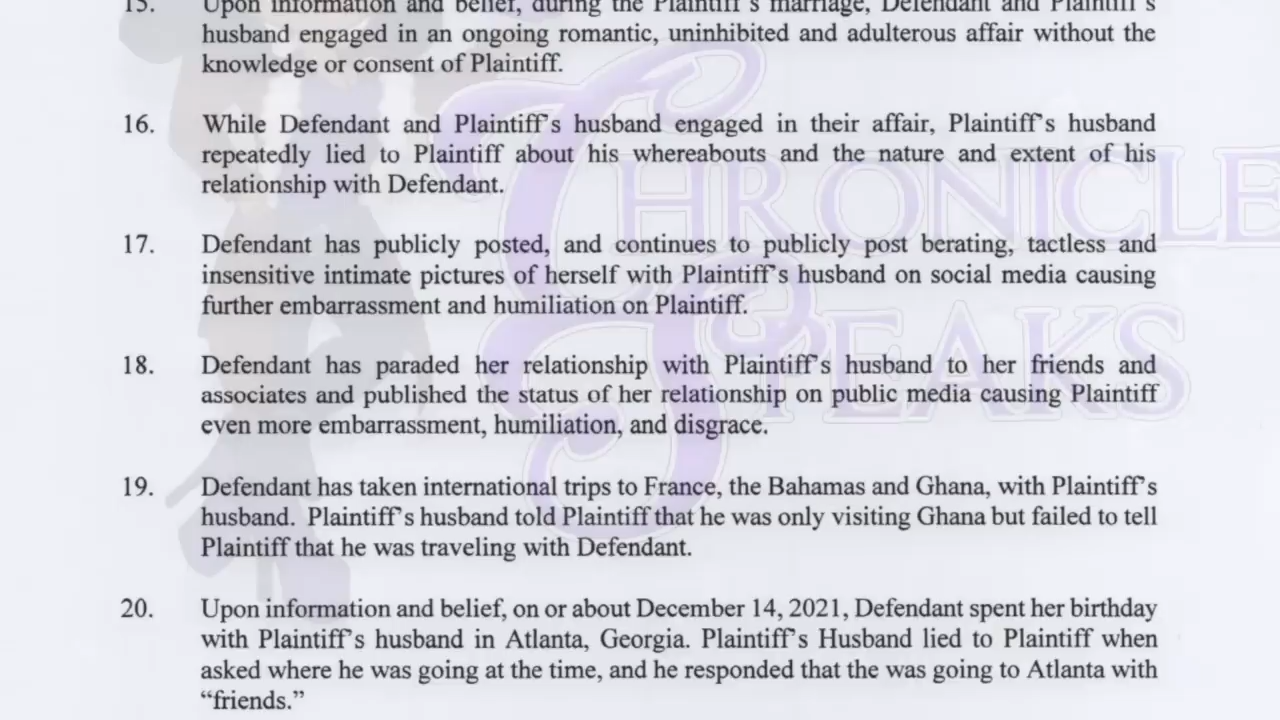 15. Upon information and belief, during the Plaintiff's marriage, Defendant and Plaintiff's
husband engaged in an ongoing romantic, uninhibited and adulterous affair without the
knowledge or consent of Plaintiff.
16. While Defendant and Plaintiff's husband engaged in their affair, Plaintiff's husband
repeatedly lied to Plaintiff about his whereabouts and the nature and extent of his
relationship with Defendant.
17. Defendant has publicly posted, and continues to publicly post berating, tactless and
insensitive intimate pictures of herself with Plaintiff's husband on social media causing
further embarrassment and humiliation on Plaintiff.
18. Defendant has paraded her relationship with Plaintiff's husband to her friends and
associates and published the status of her relationship on public media causing Plaintiff
even more embarrassment, humiliation, and disgrace.
19. Defendant has taken international trips to France, the Bahamas and Ghana, with Plaintiff's
husband. Plaintiff's husband told Plaintiff that he was only visiting Ghana but failed to tell
Plaintiff that he was traveling with Defendant.
20. Upon information and belief, on or about December 14, 2021, Defendant spent her birthday
with Plaintiff's husband in Atlanta, Georgia. Plaintiff's Husband lied to Plaintiff when
asked where he was going at the time, and he responded that the was going to Atlanta with
“friends.”
CHRONICLE
SPEAKS